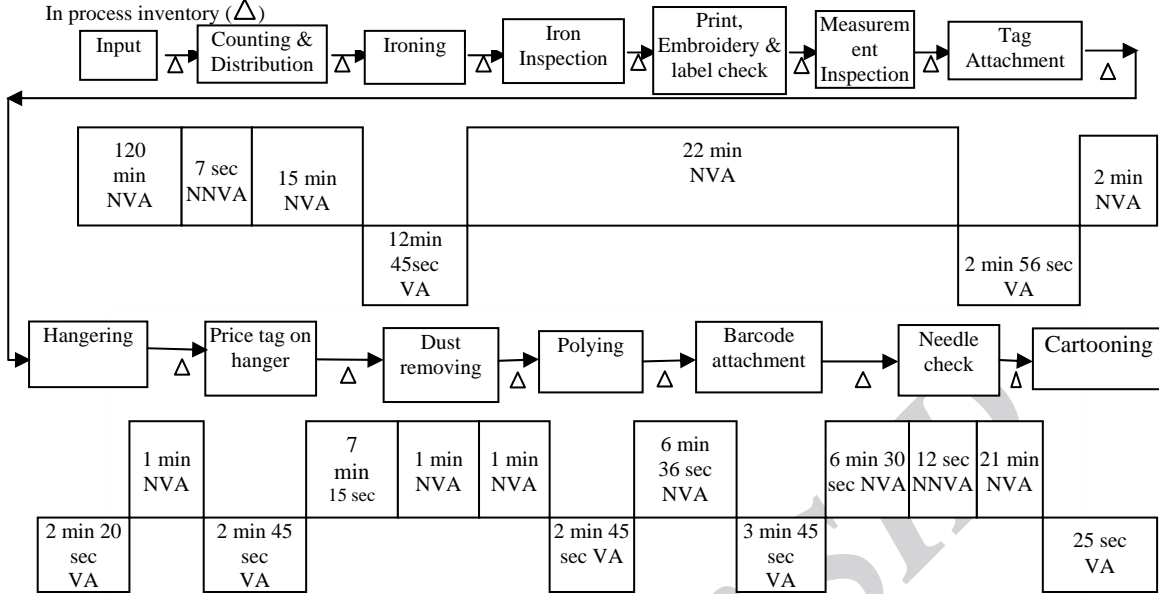 In process inventory (△)
Input
Counting &
Distribution
Ironing
Iron
Inspection
Print,
Embroidery &
label check
Measurem
ent
Inspection
Tag
Attachment
120
min
NVA
7 sec
NNVA
15 min
NVA
12min
45sec
VA
22 min
NVA
2 min 56 sec
VA
2 min
NVA
Hangering
Price tag on
hanger
Dust
removing
Polying
Barcode
attachment
Needle
check
Cartooning
2 min 20
sec
VA
1 min
NVA
2 min 45
sec
VA
7
min
15 sec
1 min
NVA
1 min
NVA
2 min 45
sec VA
6 min
36 sec
NVA
3 min 45
sec
VA
6 min 30
sec NVA
12 sec
NNVA
21 min
NVA
25 sec
VA